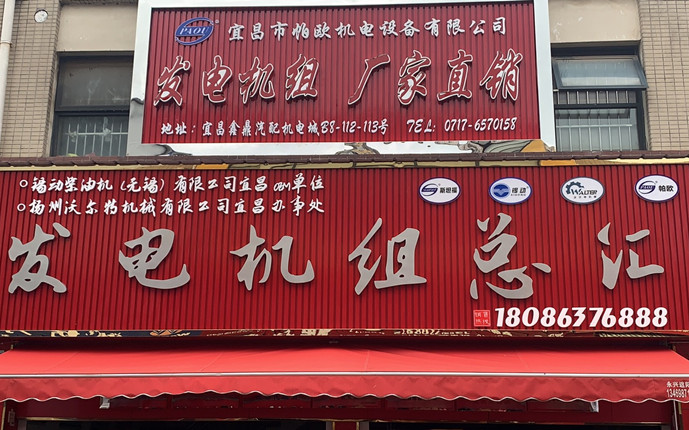 PAOU
宜昌市帕欧机电设备有限公司
发电机组 厂家直销
地址:宜昌鑫鼎汽配机电城B8-112-113号 TEL: 0717-6570158
锡动柴油机(无锡)有限公司宜昌OEM单位
扬州沃尔特机械有限公司宜昌办事处
斯坦福
锡动
WALTER
帕欧
发电机组总汇
18086376888